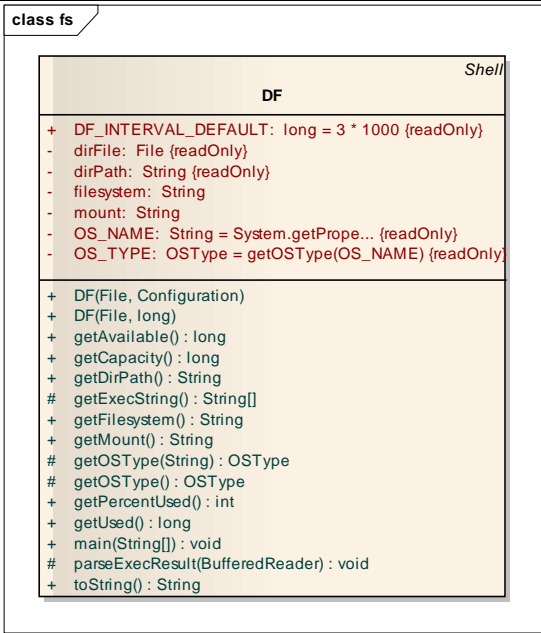 class fs
Shell
DF
+ DF_INTERVAL_DEFAULT: long = 3 * 1000 {readOnly}
- dirFile: File {readOnly}
- dirPath: String {readOnly}
- filesystem: String
- mount: String
- OS_NAME: String = System.getPrope... {readOnly}
- OS_TYPE: OSType = getOSType(OS_NAME) {readOnly}
+ DF(File, Configuration)
+ DF(File, long)
+ getAvailable() : long
+ getCapacity() : long
+ getDirPath() : String
# getExecString() : String[]
+ getFilesystem() : String
+ getMount() : String
# getOSType(String) : OSType
# getOSType() : OSType
+ getPercentUsed() : int
+ getUsed() : long
+ main(String[]) : void
# parseExecResult(BufferedReader) : void
+ toString() : String